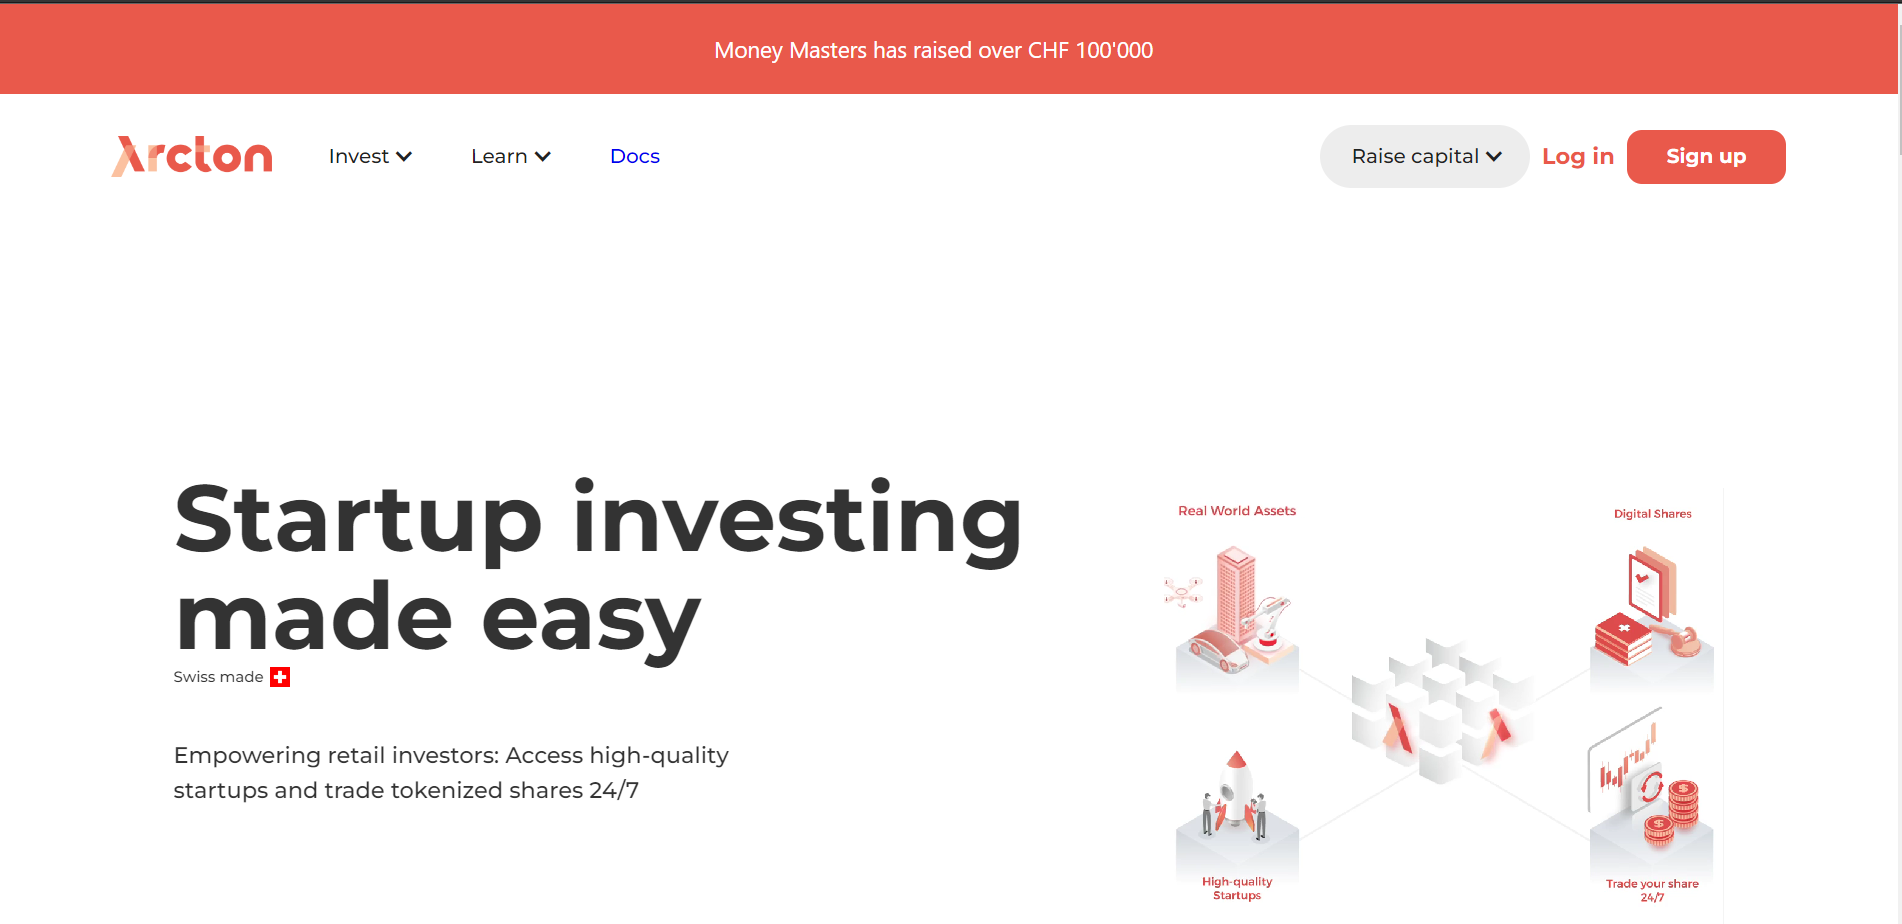 Money Masters has raised over CHF 100'000
Arcton
Invest
Learn
Docs
Raise capital
Log in
Sign up
Startup investing
made easy
Swiss made
Empowering retail investors: Access high-quality
startups and trade tokenized shares 24/7
Real World Assets
Digital Shares
High-quality
Startups
Trade your share
24/7